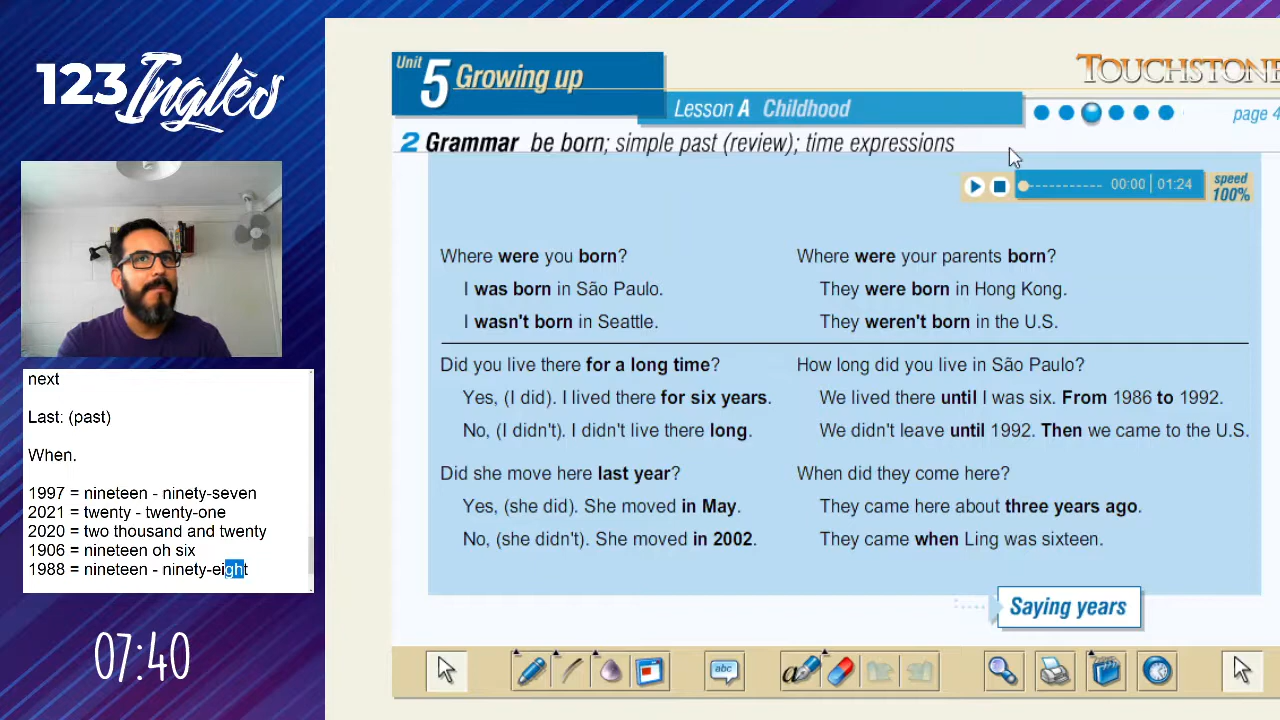 123 Inglès
next
Last: (past)
When.
1997 = nineteen - ninety-seven
2021 = twenty - twenty-one
2020 = two thousand and twenty
1906 = nineteen oh six
1988 = nineteen - ninety-eight
07:40
Unit 5 Growing up
Lesson A Childhood
TOUCHSTONE
page 4
2 Grammar be born; simple past (review); time expressions
00:00 | 01:24
speed
100%
Where were you born?
I was born in São Paulo.
I wasn't born in Seattle.
Where were your parents born?
They were born in Hong Kong.
They weren't born in the U.S.
Did you live there for a long time?
Yes, (I did). I lived there for six years.
No, (I didn't). I didn't live there long.
How long did you live in São Paulo?
We lived there until I was six. From 1986 to 1992.
We didn't leave until 1992. Then we came to the U.S.
Did she move here last year?
Yes, (she did). She moved in May.
No, (she didn't). She moved in 2002.
When did they come here?
They came here about three years ago.
They came when Ling was sixteen.
Saying years
abc
a